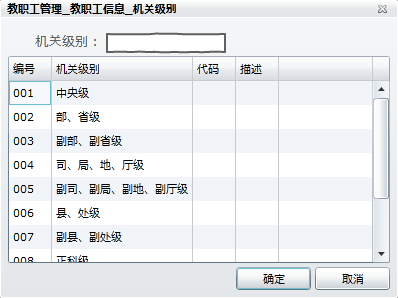 教职工管理_教职工信息_机关级别
机关级别：
编号 机关级别 代码 描述
001 中央级
002 部、省级
003 副部、副省级
004 司、局、地、厅级
005 副司、副局、副地、副厅级
006 县、处级
007 副县、副处级
008 正科级
确定 取消